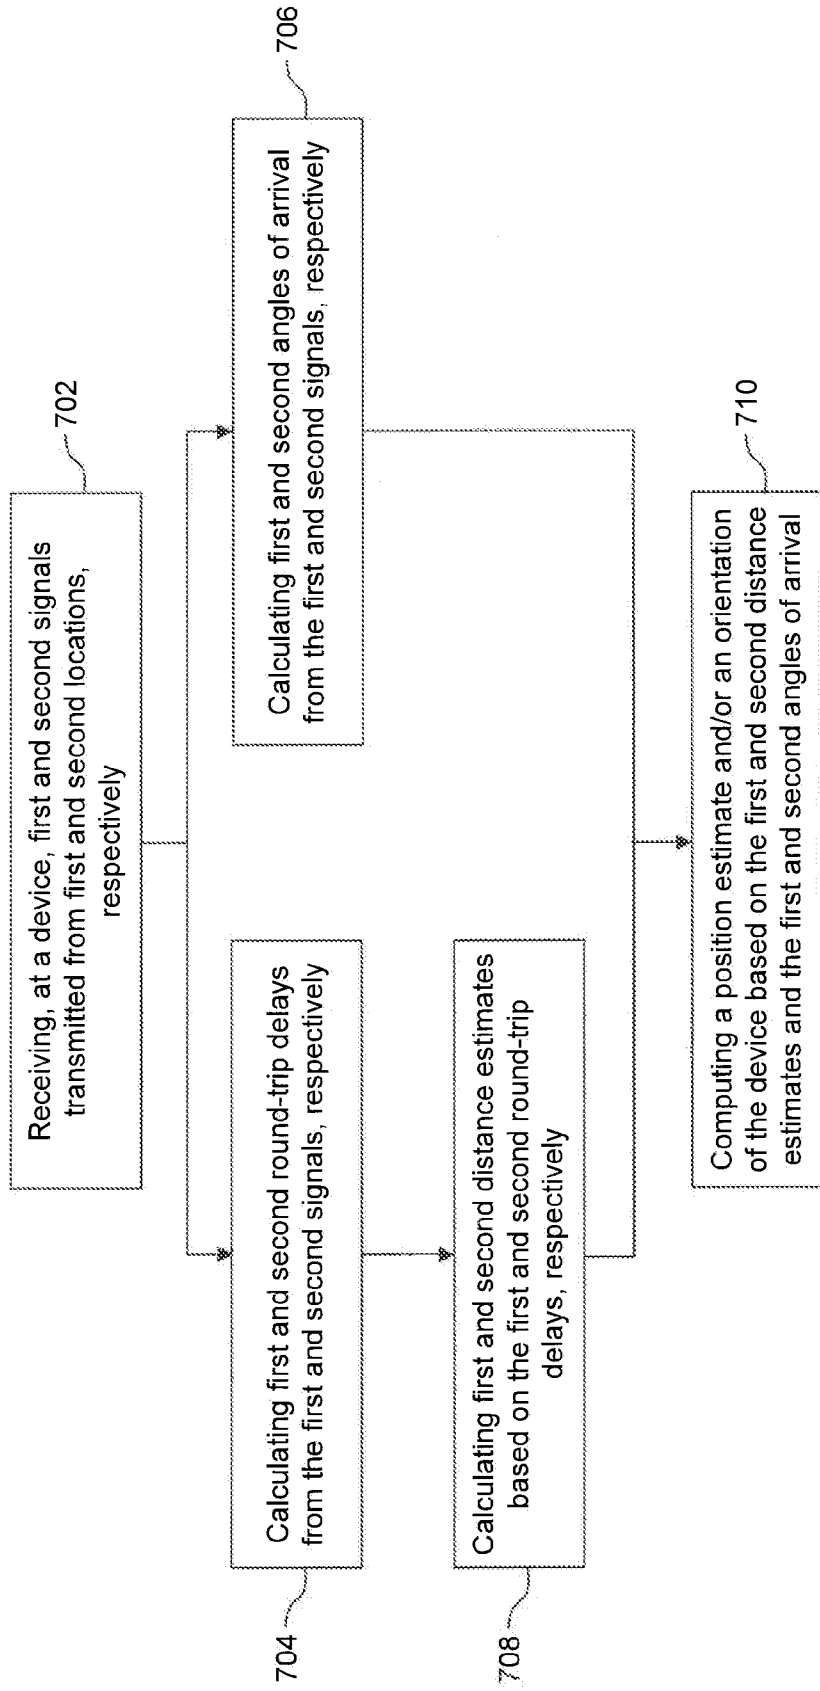 702
Receiving, at a device, first and second signals
transmitted from first and second locations,
respectively
704
Calculating first and second round-trip delays
from the first and second signals, respectively
706
Calculating first and second angles of arrival
from the first and second signals, respectively
708
Calculating first and second distance estimates
based on the first and second round-trip
delays, respectively
710
Computing a position estimate and/or an orientation
of the device based on the first and second distance
estimates and the first and second angles of arrival